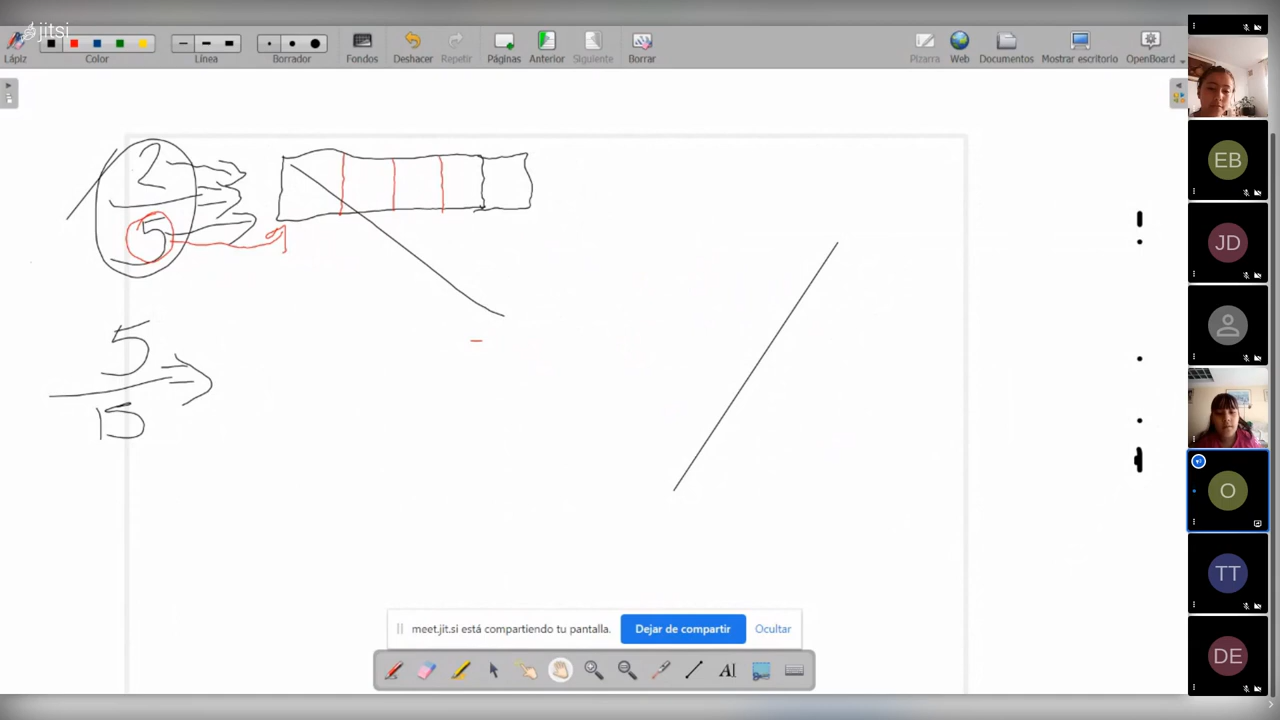 jitsi
Lápiz Color Línea Borrador Fondos Deshacer Repetir Páginas Anterior Siguiente Borrar Pizarra Web Documentos Mostrar escritorio OpenBoard
2
5
5
15
EB
JD
O
TT
DE
meet.jit.si está compartiendo tu pantalla. Dejar de compartir Ocultar
AI